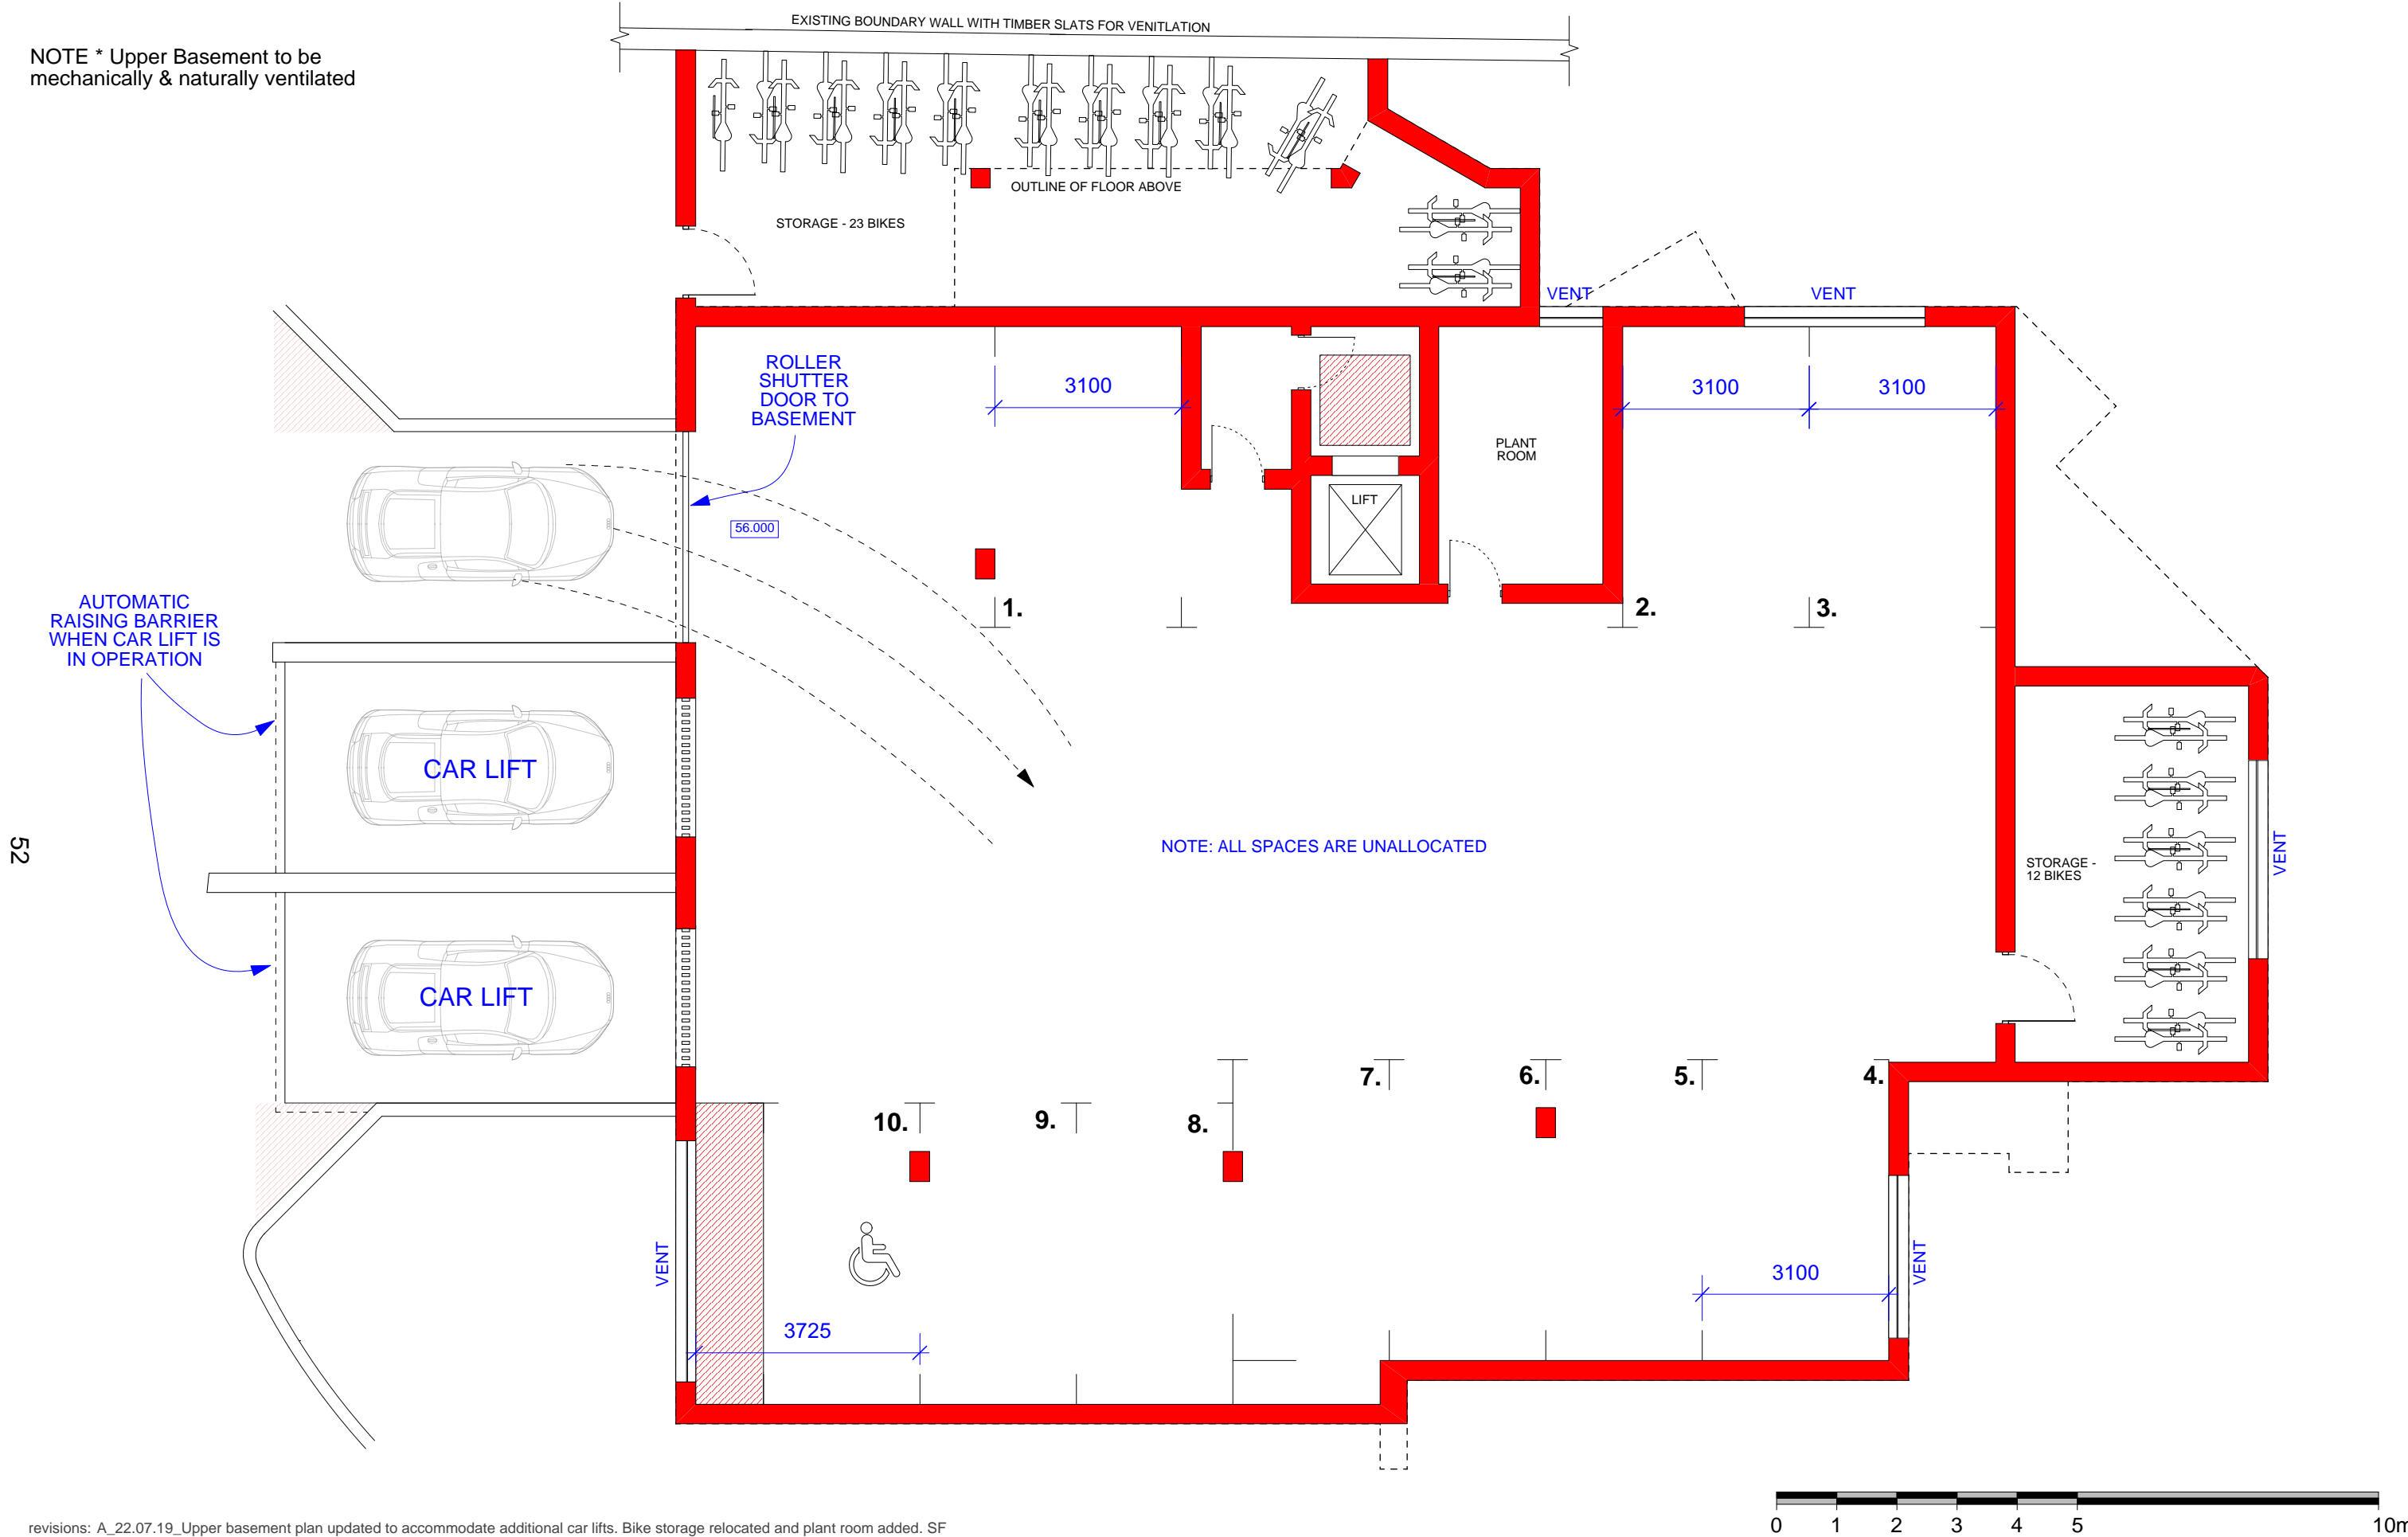 EXISTING BOUNDARY WALL WITH TIMBER SLATS FOR VENITLATION
NOTE * Upper Basement to be
mechanically & naturally ventilated
OUTLINE OF FLOOR ABOVE
STORAGE - 23 BIKES
VENT
VENT
ROLLER
SHUTTER
DOOR TO
BASEMENT
3100
3100
3100
PLANT
ROOM
LIFT
56.000
AUTOMATIC
RAISING BARRIER
WHEN CAR LIFT IS
IN OPERATION
1.
2.
3.
CAR LIFT
52
NOTE: ALL SPACES ARE UNALLOCATED
STORAGE -
12 BIKES
VENT
CAR LIFT
7.
6.
5.
4.
10.
9.
8.
VENT
VENT
3100
3725
0 1 2 3 4 5 10m
revisions: A_22.07.19_Upper basement plan updated to accommodate additional car lifts. Bike storage relocated and plant room added. SF